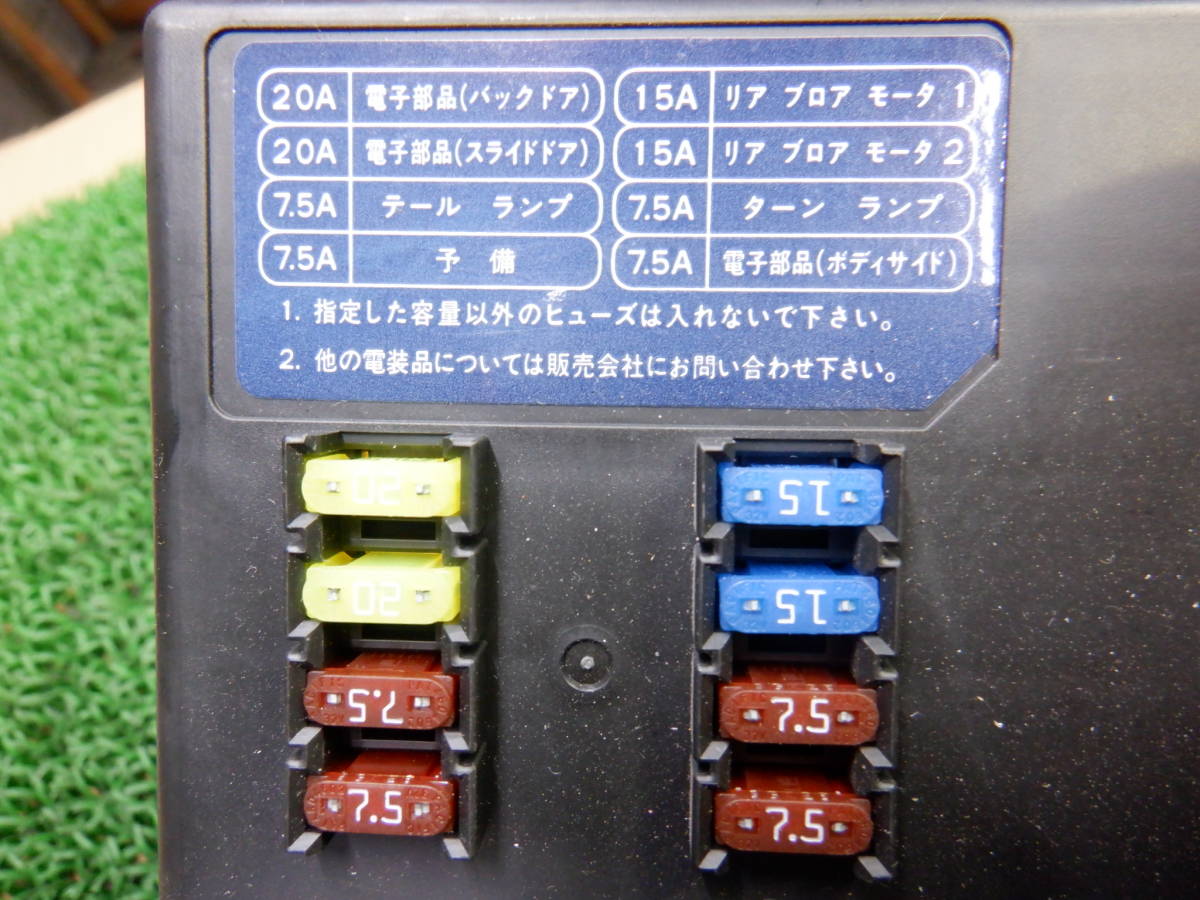 20A 電子部品(バックドア) 15A リア ブロア モータ 1
20A 電子部品(スライドドア) 15A リア ブロア モータ 2
7.5A テール ランプ 7.5A ターン ランプ
7.5A 予備 7.5A 電子部品(ボディサイド)
1. 指定した容量以外のヒューズは入れないで下さい。
2. 他の電装品については販売会社にお問い合わせ下さい。
20 15
20 15
7.5 7.5
7.5 7.5